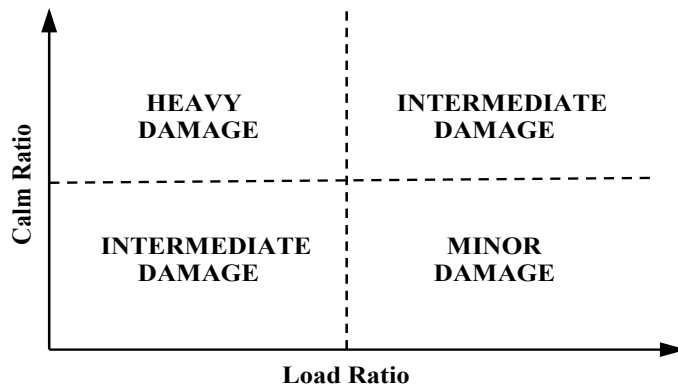 HEAVY
DAMAGE
INTERMEDIATE
DAMAGE
Calm Ratio
INTERMEDIATE
DAMAGE
MINOR
DAMAGE
Load Ratio